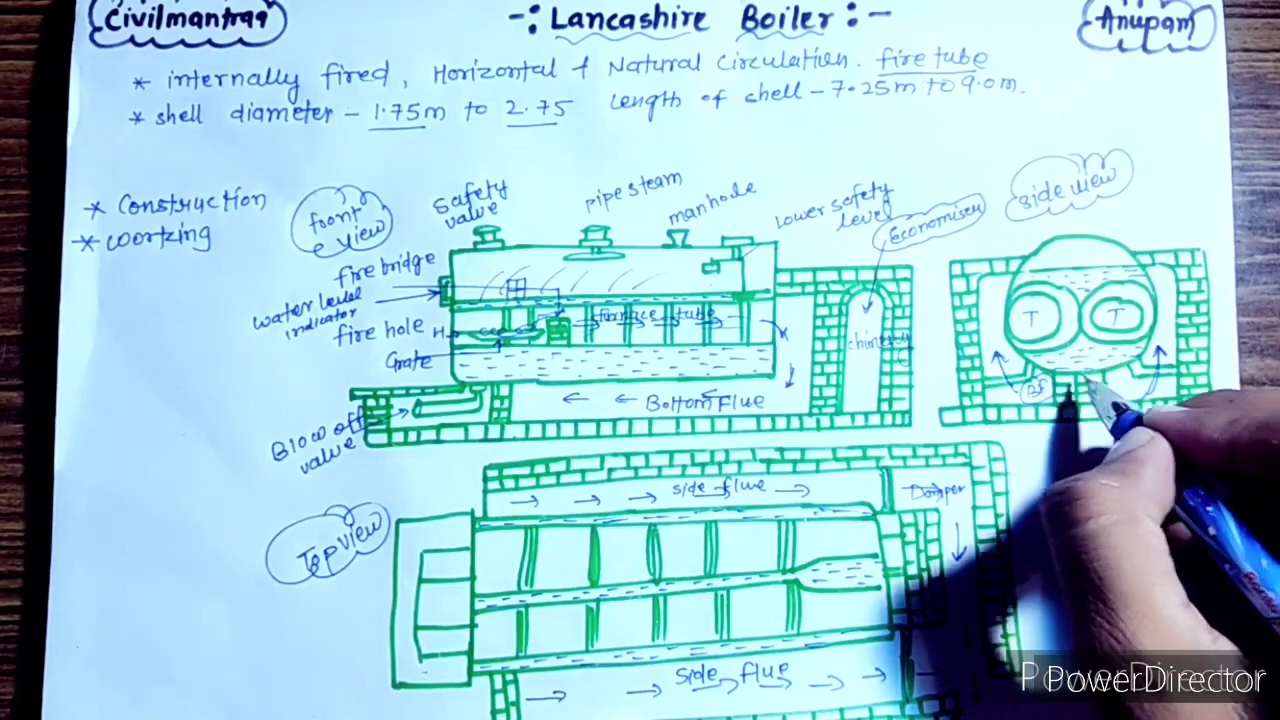 Civilmantraa
-: Lancashire Boiler :-
Anupam
* internally fired, Horizontal & Natural Circulation. fire tube
* shell diameter - 1.75m to 2.75 Length of shell - 7.25m to 9.0m.
* Construction
* Woorking
front view
safety valve
pipe steam
manhole
Lower safety level
Economiser
side view
fire bridge
water level indicator
fire hole
H
Grate
furnace tube
chimney
T
T
Bf
Bottom flue
Blow off valve
side flue
Damper
Top view
side flue
PowerDirector